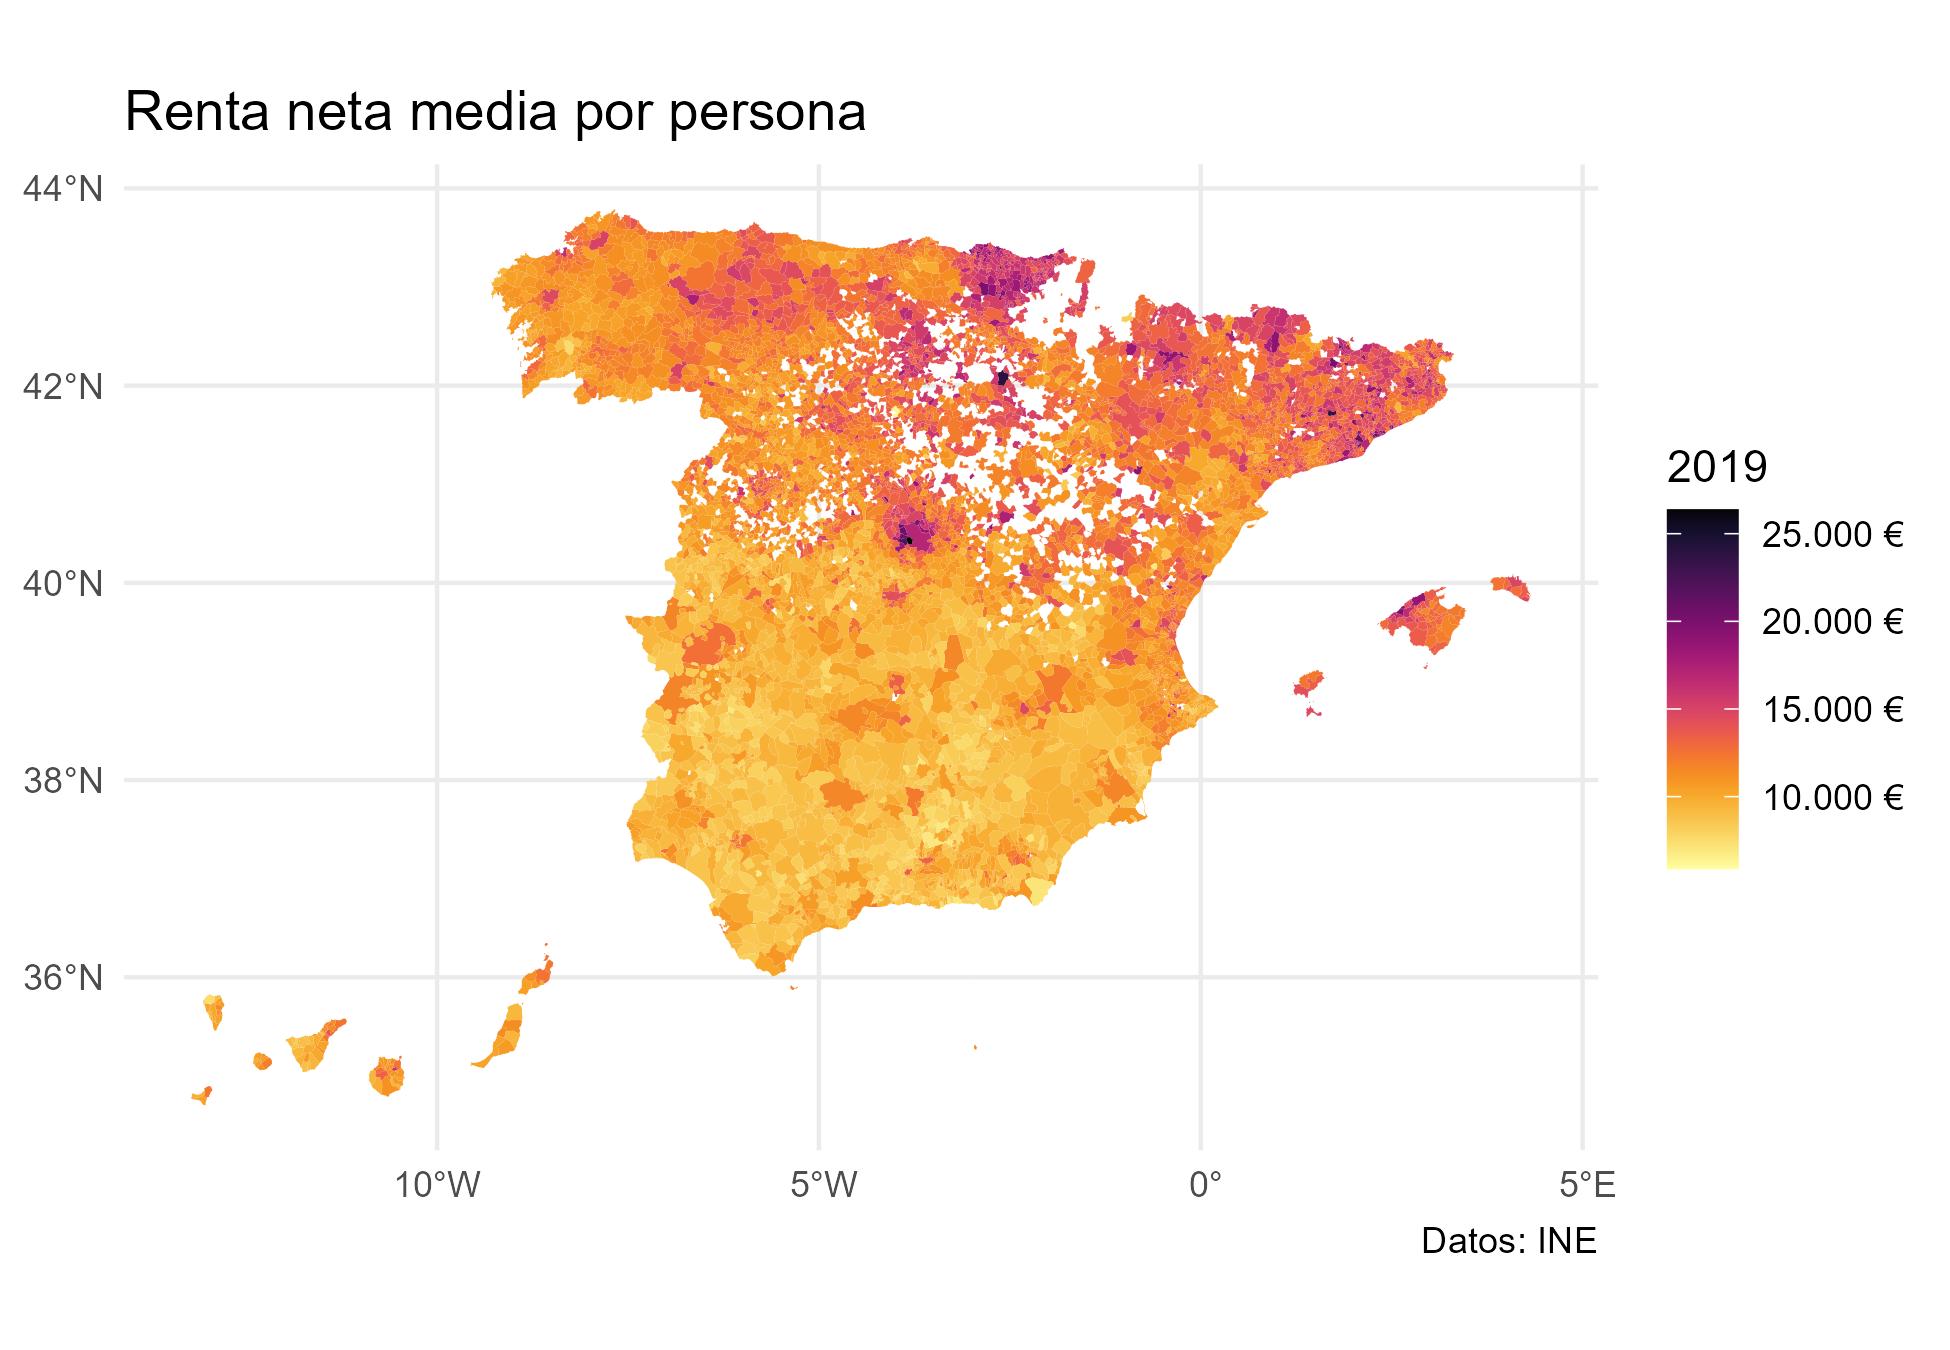 Renta neta media por persona
44°N
42°N
40°N
38°N
36°N
10°W
5°W
0°
5°E
2019
25.000 €
20.000 €
15.000 €
10.000 €
Datos: INE